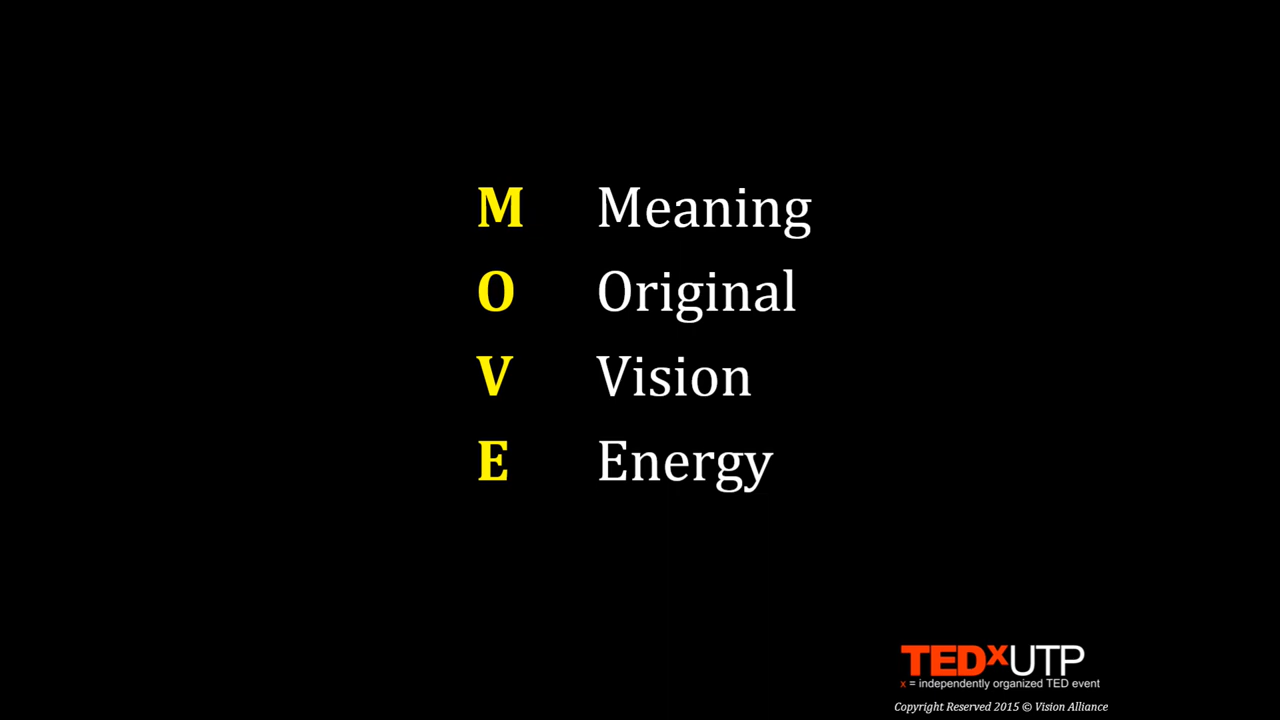 M Meaning
O Original
V Vision
E Energy
TEDxUTP
x = independently organized TED event
Copyright Reserved 2015 © Vision Alliance